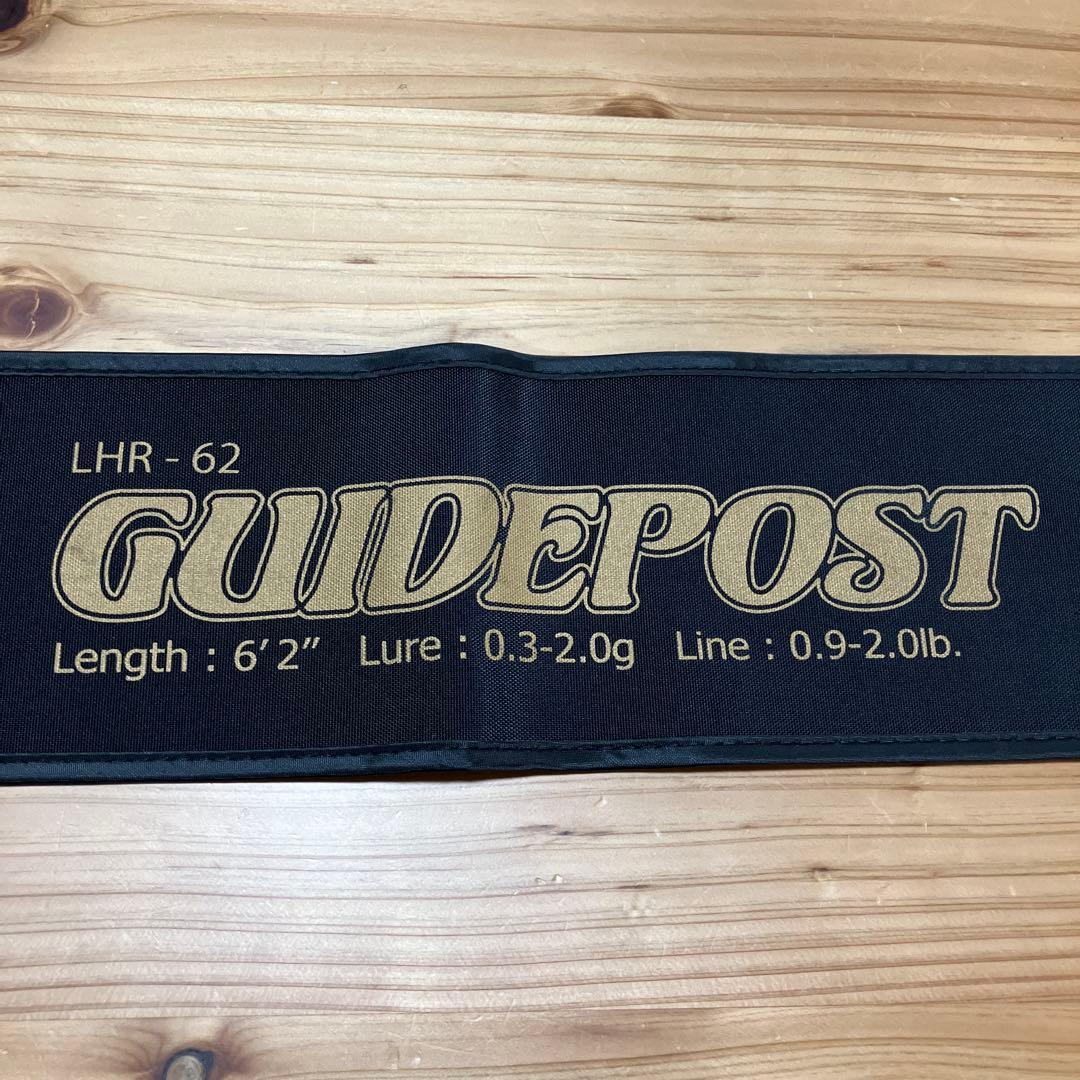 LHR - 62
GUIDEPOST
Length : 6’2” Lure : 0.3-2.0g Line : 0.9-2.0lb.